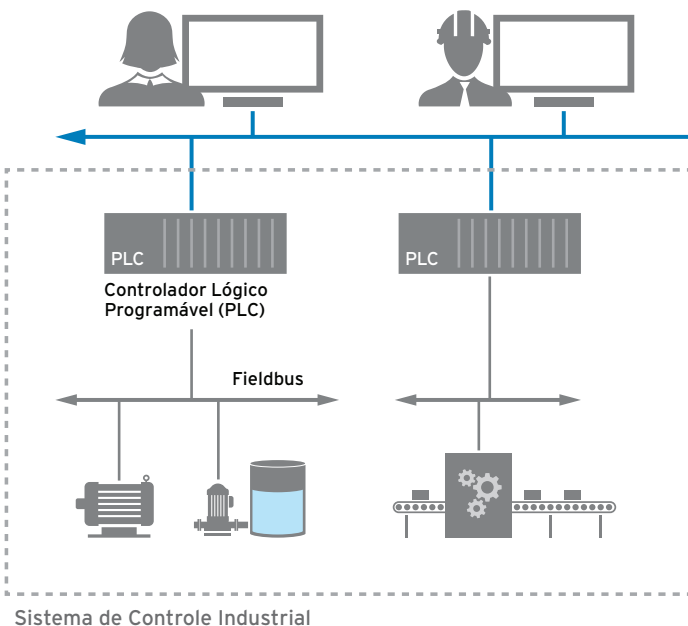 PLC
PLC
Controlador Lógico
Programável (PLC)
Fieldbus
Sistema de Controle Industrial